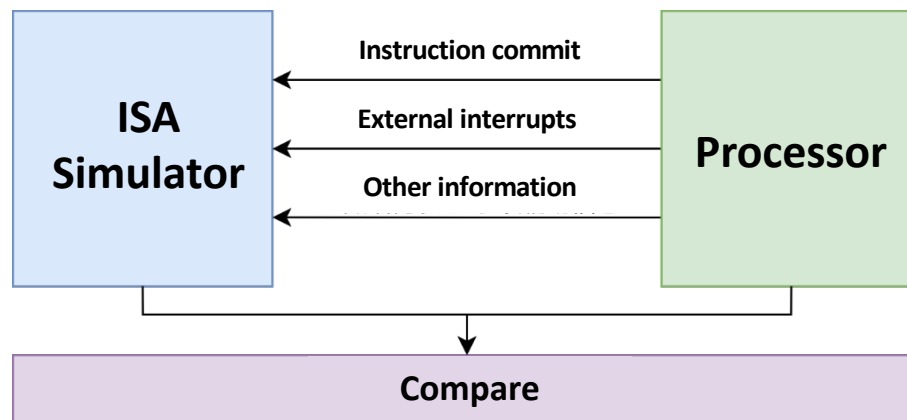 Instruction commit
ISA
Simulator
External interrupts
Processor
Other information
Compare